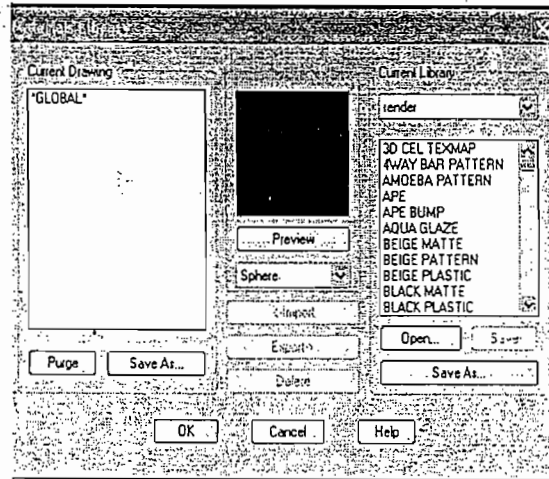 Current Drawing
*GLOBAL*
Purge
Save As...
Preview
Sphere
<-Import
Export->
Delete
Current Library
render
3D CEL TEXMAP
4WAY BAR PATTERN
AMOEBA PATTERN
APE
APE BUMP
AQUA GLAZE
BEIGE MATTE
BEIGE PATTERN
BEIGE PLASTIC
BLACK MATTE
BLACK PLASTIC
Open...
Save
Save As...
OK
Cancel
Help